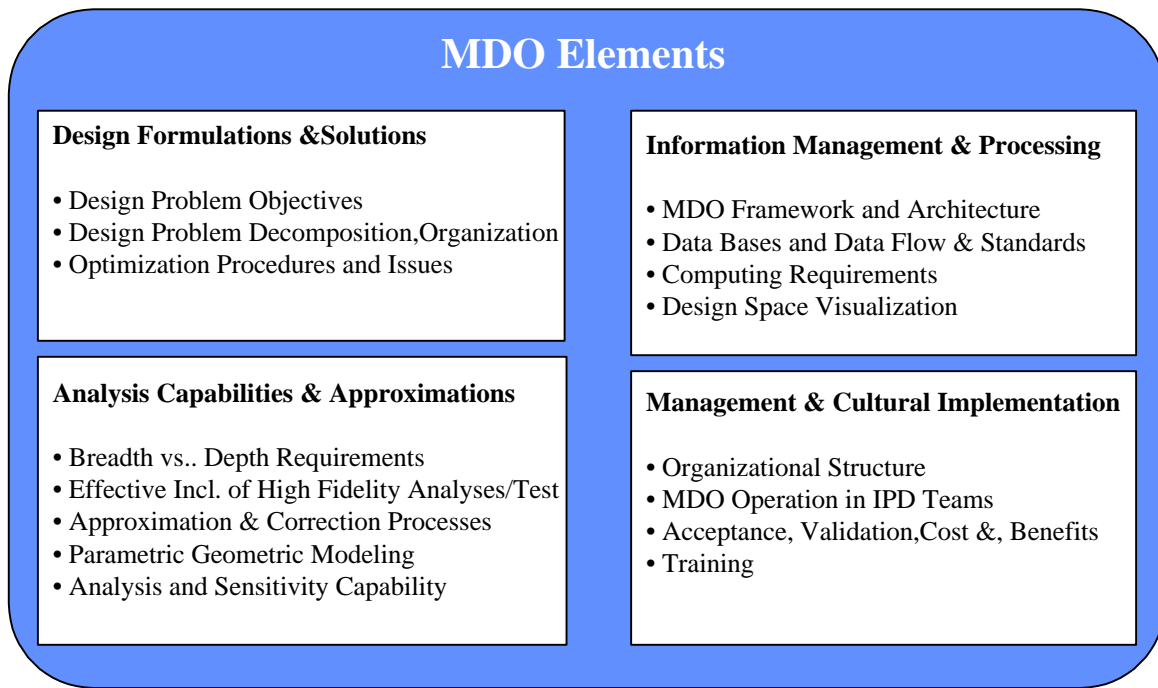 MDO Elements
Design Formulations &Solutions
• Design Problem Objectives
• Design Problem Decomposition,Organization
• Optimization Procedures and Issues
Analysis Capabilities & Approximations
• Breadth vs.. Depth Requirements
• Effective Incl. of High Fidelity Analyses/Test
• Approximation & Correction Processes
• Parametric Geometric Modeling
• Analysis and Sensitivity Capability
Information Management & Processing
• MDO Framework and Architecture
• Data Bases and Data Flow & Standards
• Computing Requirements
• Design Space Visualization
Management & Cultural Implementation
• Organizational Structure
• MDO Operation in IPD Teams
• Acceptance, Validation,Cost &, Benefits
• Training